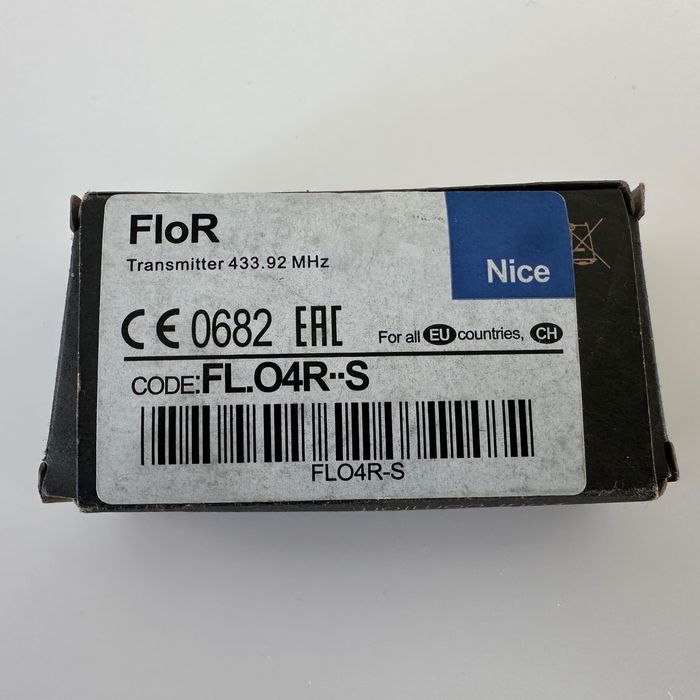 FloR
Transmitter 433.92 MHz
Nice
CE 0682 EAC
For all EU countries, CH
CODE:FL.O4R··S
FLO4R-S